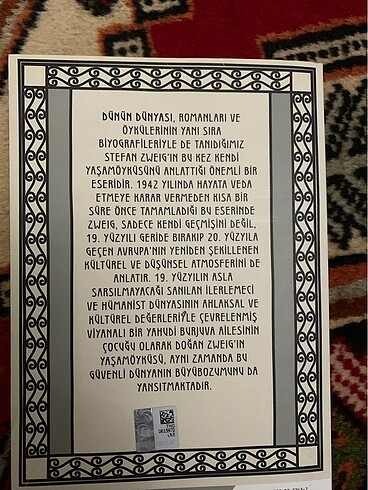 DÜNÜN DÜNYASI, ROMANLARI VE
ÖYKÜLERİNİN YANI SIRA
BİYOGRAFİLERİYLE DE TANIDIĞIMIZ
STEFAN ZWEIG'IN BU KEZ KENDİ
YAŞAMÖYKÜSÜNÜ ANLATTIĞI ÖNEMLİ BİR
ESERİDİR. 1942 YILINDA HAYATA VEDA
ETMEYE KARAR VERMEDEN KISA BİR
SÜRE ÖNCE TAMAMLADIĞI BU ESERİNDE
ZWEIG, SADECE KENDİ GEÇMİŞİNİ DEĞİL,
19. YÜZYILI GERİDE BIRAKIP 20. YÜZYILA
GEÇEN AVRUPA'NIN YENİDEN ŞEKİLLENEN
KÜLTÜREL VE DÜŞÜNSEL ATMOSFERİNİ DE
ANLATIR. 19. YÜZYILIN ASLA
SARSILMAYACAĞI SANILAN İLERLEMECİ
VE HÜMANİST DÜNYASININ AHLAKSAL VE
KÜLTÜREL DEĞERLERİYLE ÇEVRELENMİŞ
VİYANALI BİR YAHUDİ BURJUVA AİLESİNİN
ÇOCUĞU OLARAK DOĞAN ZWEIG'IN
YAŞAMÖYKÜSÜ, AYNI ZAMANDA BU
GÜVENLİ DÜNYANIN BÜYÜBOZUMUNU DA
YANSITMAKTADIR.